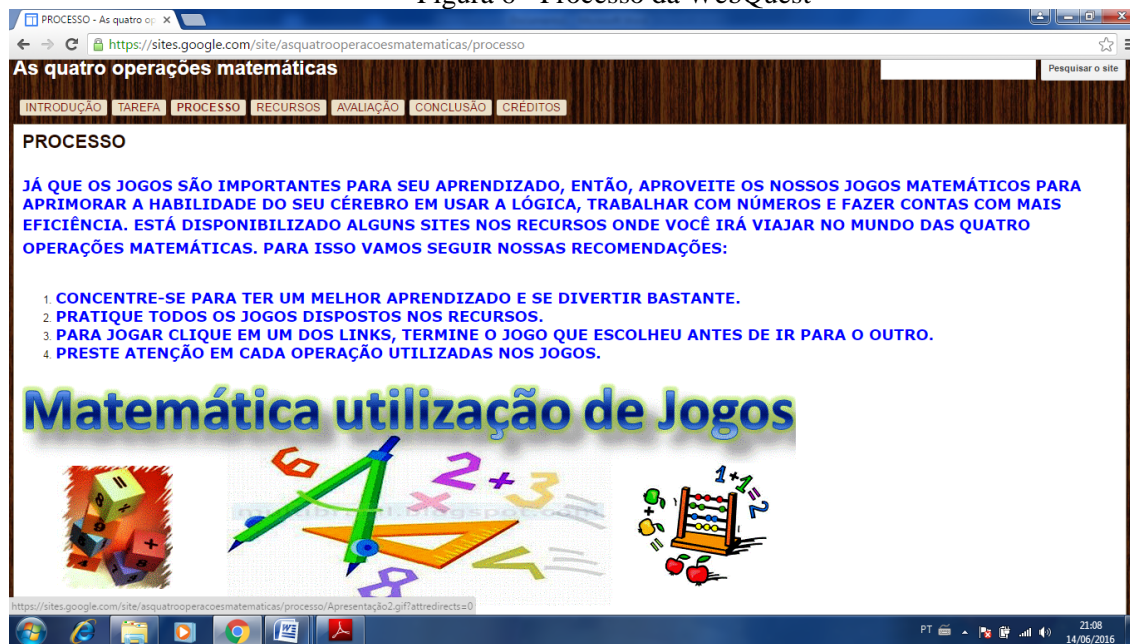 Figura 8 - Processo da WebQuest
PROCESSO - As quatro op
https://sites.google.com/site/asquatrooperacoesmatematicas/processo
As quatro operações matemáticas
Pesquisar o site
INTRODUÇÃO TAREFA PROCESSO RECURSOS AVALIAÇÃO CONCLUSÃO CRÉDITOS
PROCESSO
JÁ QUE OS JOGOS SÃO IMPORTANTES PARA SEU APRENDIZADO, ENTÃO, APROVEITE OS NOSSOS JOGOS MATEMÁTICOS PARA
APRIMORAR A HABILIDADE DO SEU CÉREBRO EM USAR A LÓGICA, TRABALHAR COM NÚMEROS E FAZER CONTAS COM MAIS
EFICIÊNCIA. ESTÁ DISPONIBILIZADO ALGUNS SITES NOS RECURSOS ONDE VOCÊ IRÁ VIAJAR NO MUNDO DAS QUATRO
OPERAÇÕES MATEMÁTICAS. PARA ISSO VAMOS SEGUIR NOSSAS RECOMENDAÇÕES:
1. CONCENTRE-SE PARA TER UM MELHOR APRENDIZADO E SE DIVERTIR BASTANTE.
2. PRATIQUE TODOS OS JOGOS DISPOSTOS NOS RECURSOS.
3. PARA JOGAR CLIQUE EM UM DOS LINKS, TERMINE O JOGO QUE ESCOLHEU ANTES DE IR PARA O OUTRO.
4. PRESTE ATENÇÃO EM CADA OPERAÇÃO UTILIZADAS NOS JOGOS.
Matemática utilização de Jogos
6 2+3 x 8 <=
1+1=2 + =
https://sites.google.com/site/asquatrooperacoesmatematicas/processo/Apresentação2.gif?attredirects=0
PT 21:08
14/06/2016